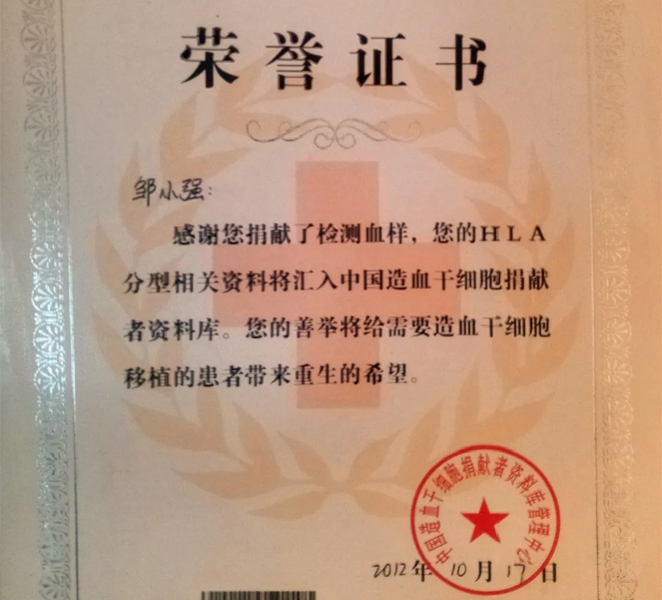 荣誉证书
邹小强：
感谢您捐献了检测血样，您的HLA
分型相关资料将汇入中国造血干细胞捐献
者资料库。您的善举将给需要造血干细胞
移植的患者带来重生的希望。
中国造血干细胞捐献者资料库管理中心
2012年10月17日